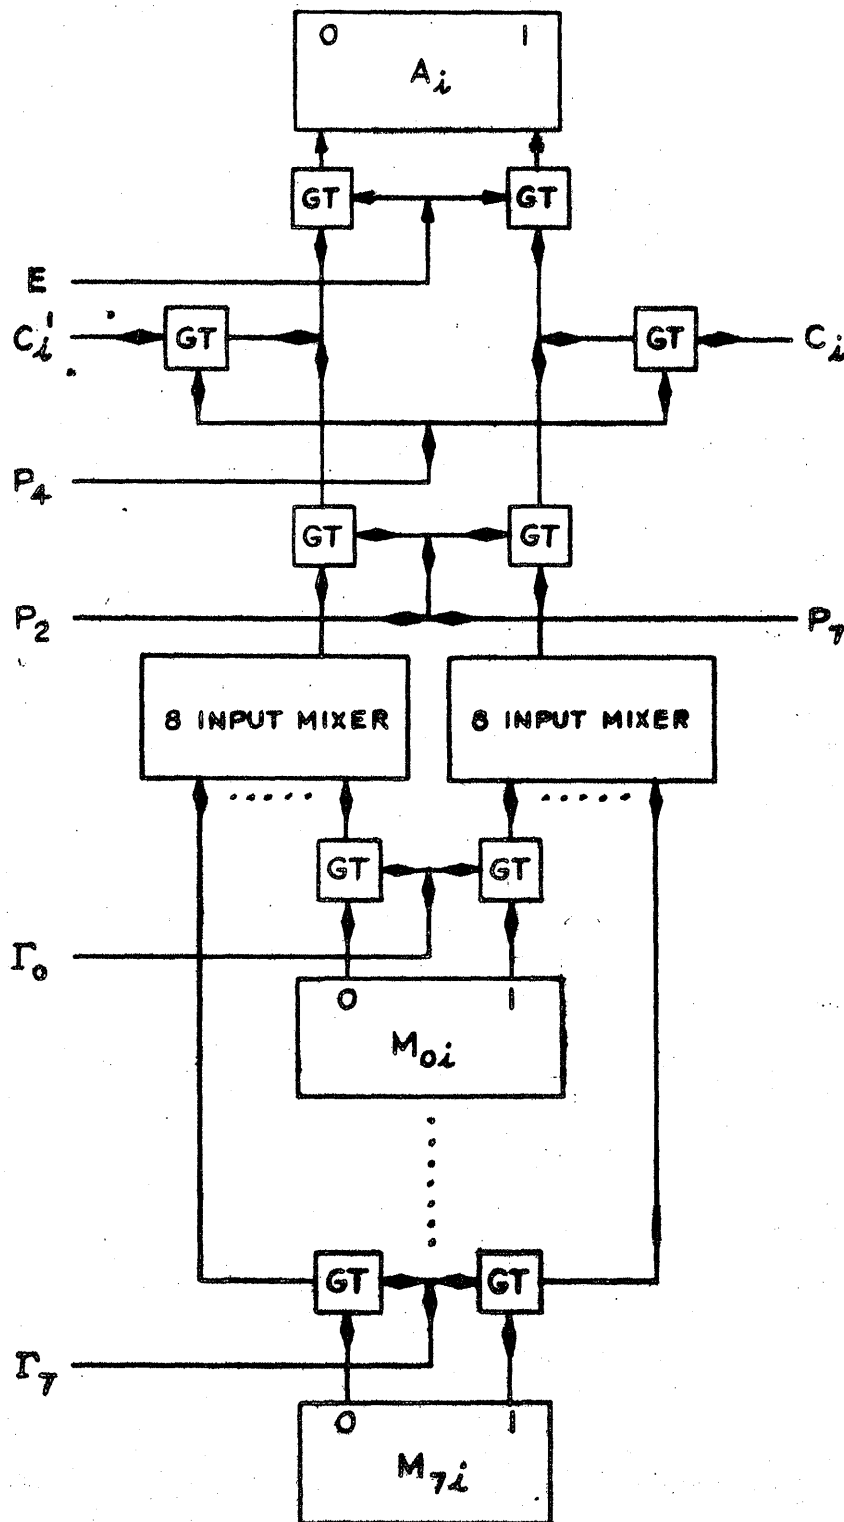 0 1
Aᵢ
GT GT
E
Cᵢ' GT GT Cᵢ
P₄
GT GT
P₂ P₇
8 INPUT MIXER 8 INPUT MIXER
GT GT
Γ₀
0 1
M₀ᵢ
GT GT
Γ₇
0 1
M₇ᵢ